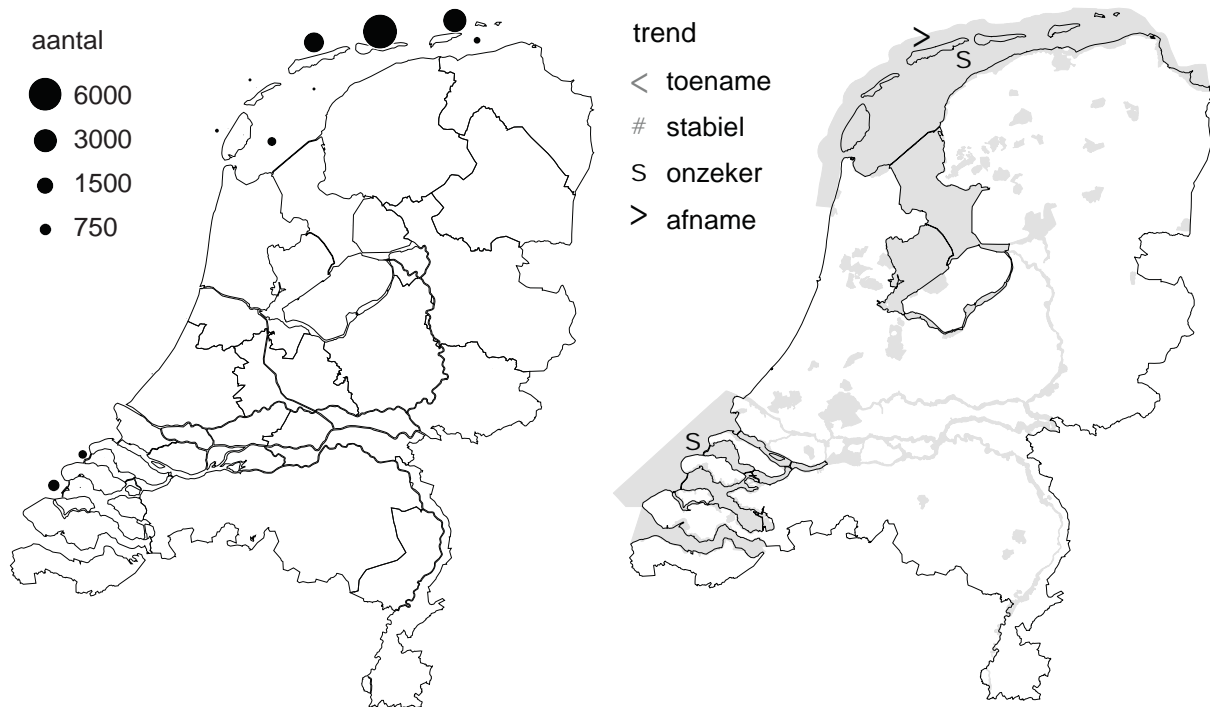 aantal
6000
3000
1500
750
trend
< toename
# stabiel
S onzeker
> afname
>
S
S